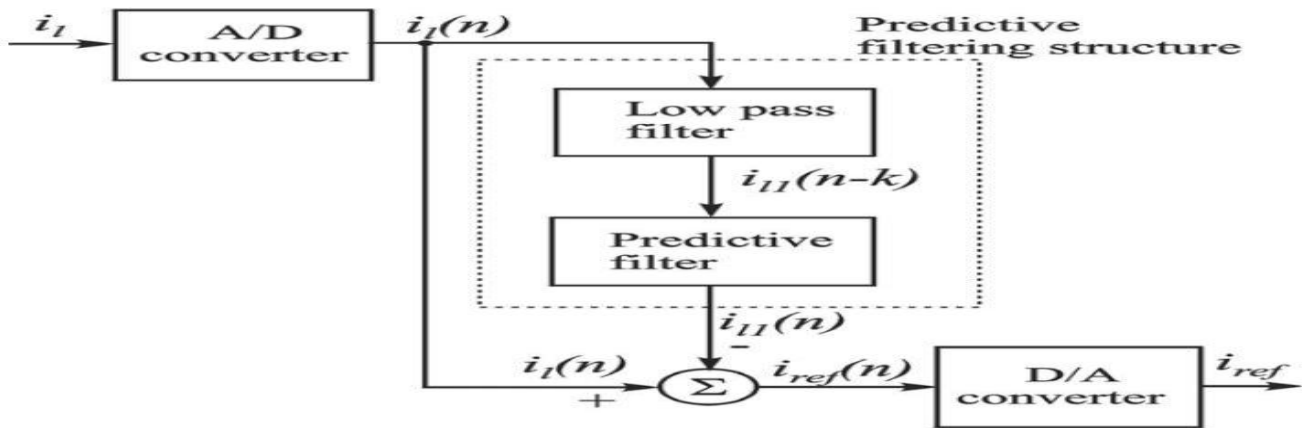 i_l
A/D
converter
i_l(n)
Predictive
filtering structure
Low pass
filter
i_l1(n-k)
Predictive
filter
i_l1(n)
-
i_l(n)
+
Σ
i_ref(n)
D/A
converter
i_ref